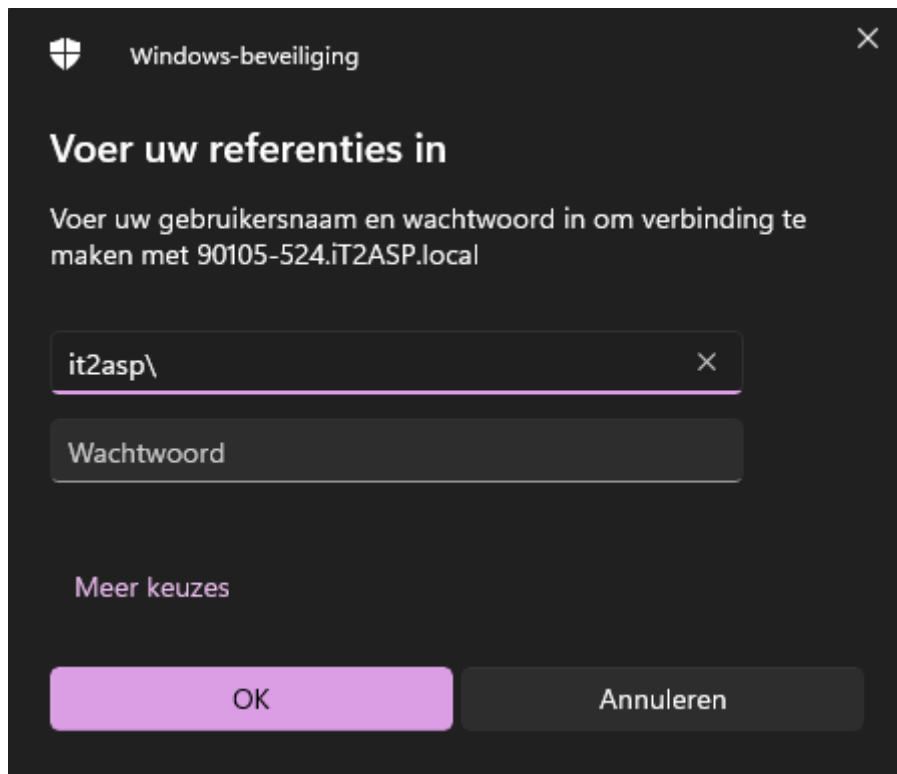 Windows-beveiliging
Voer uw referenties in
Voer uw gebruikersnaam en wachtwoord in om verbinding te
maken met 90105-524.iT2ASP.local
it2asp\
Wachtwoord
Meer keuzes
OK
Annuleren